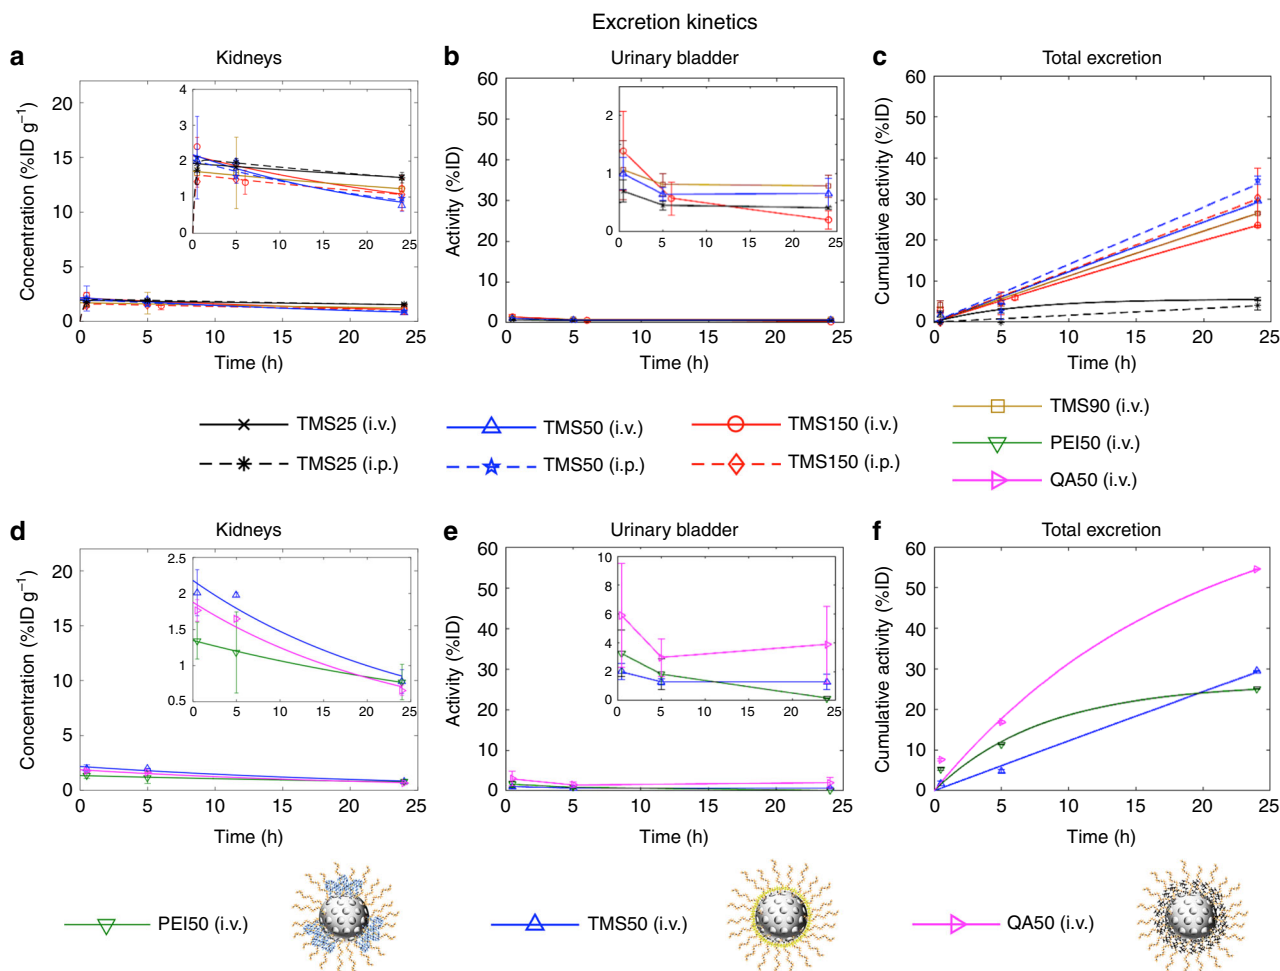 Excretion kinetics
a Kidneys
Concentration (%ID g⁻¹)
20
15
10
5
0
0 5 10 15 20 25
Time (h)
4
3
2
1
0
0 5 10 15 20 25
b Urinary bladder
Activity (%ID)
60
50
40
30
20
10
0
0 5 10 15 20 25
Time (h)
2
1
0
0 5 10 15 20 25
c Total excretion
Cumulative activity (%ID)
60
50
40
30
20
10
0
0 5 10 15 20 25
Time (h)
TMS25 (i.v.)
TMS25 (i.p.)
TMS50 (i.v.)
TMS50 (i.p.)
TMS150 (i.v.)
TMS150 (i.p.)
TMS90 (i.v.)
PEI50 (i.v.)
QA50 (i.v.)
d Kidneys
Concentration (%ID g⁻¹)
20
15
10
5
0
0 5 10 15 20 25
Time (h)
2.5
2
1.5
1
0.5
0 5 10 15 20 25
e Urinary bladder
Activity (%ID)
60
50
40
30
20
10
0
0 5 10 15 20 25
Time (h)
10
8
6
4
2
0
0 5 10 15 20 25
f Total excretion
Cumulative activity (%ID)
60
50
40
30
20
10
0
0 5 10 15 20 25
Time (h)
PEI50 (i.v.)
TMS50 (i.v.)
QA50 (i.v.)